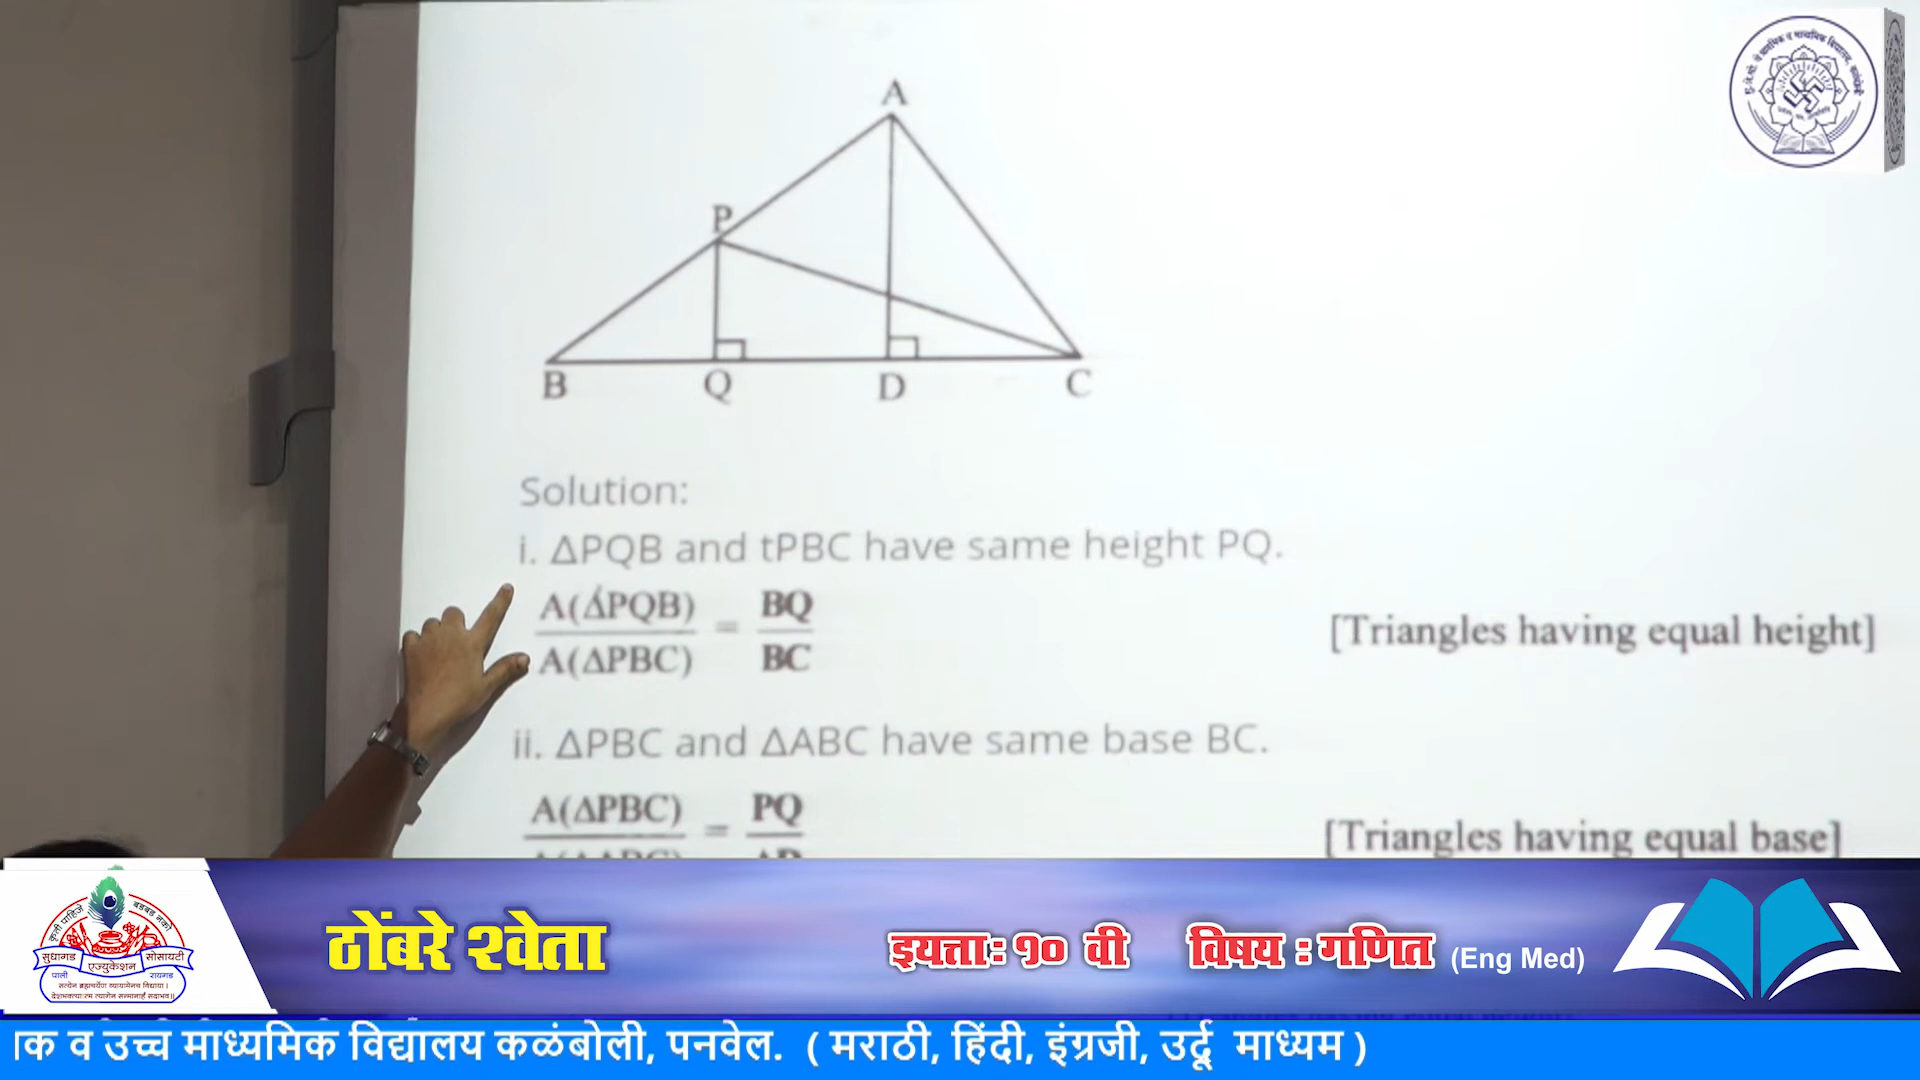 A
P
B Q D C
Solution:
i. ΔPQB and tPBC have same height PQ.
A(ΔPQB) = BQ [Triangles having equal height]
A(ΔPBC) BC
ii. ΔPBC and ΔABC have same base BC.
A(ΔPBC) = PQ [Triangles having equal base]
कृती पाहिजे बडबड नको
सुधागड एज्युकेशन सोसायटी
पाली रायगड
ठोंबरे श्वेता
इयत्ता: १० वी विषय : गणित (Eng Med)
क व उच्च माध्यमिक विद्यालय कळंबोली, पनवेल. ( मराठी, हिंदी, इंग्रजी, उर्दू माध्यम )